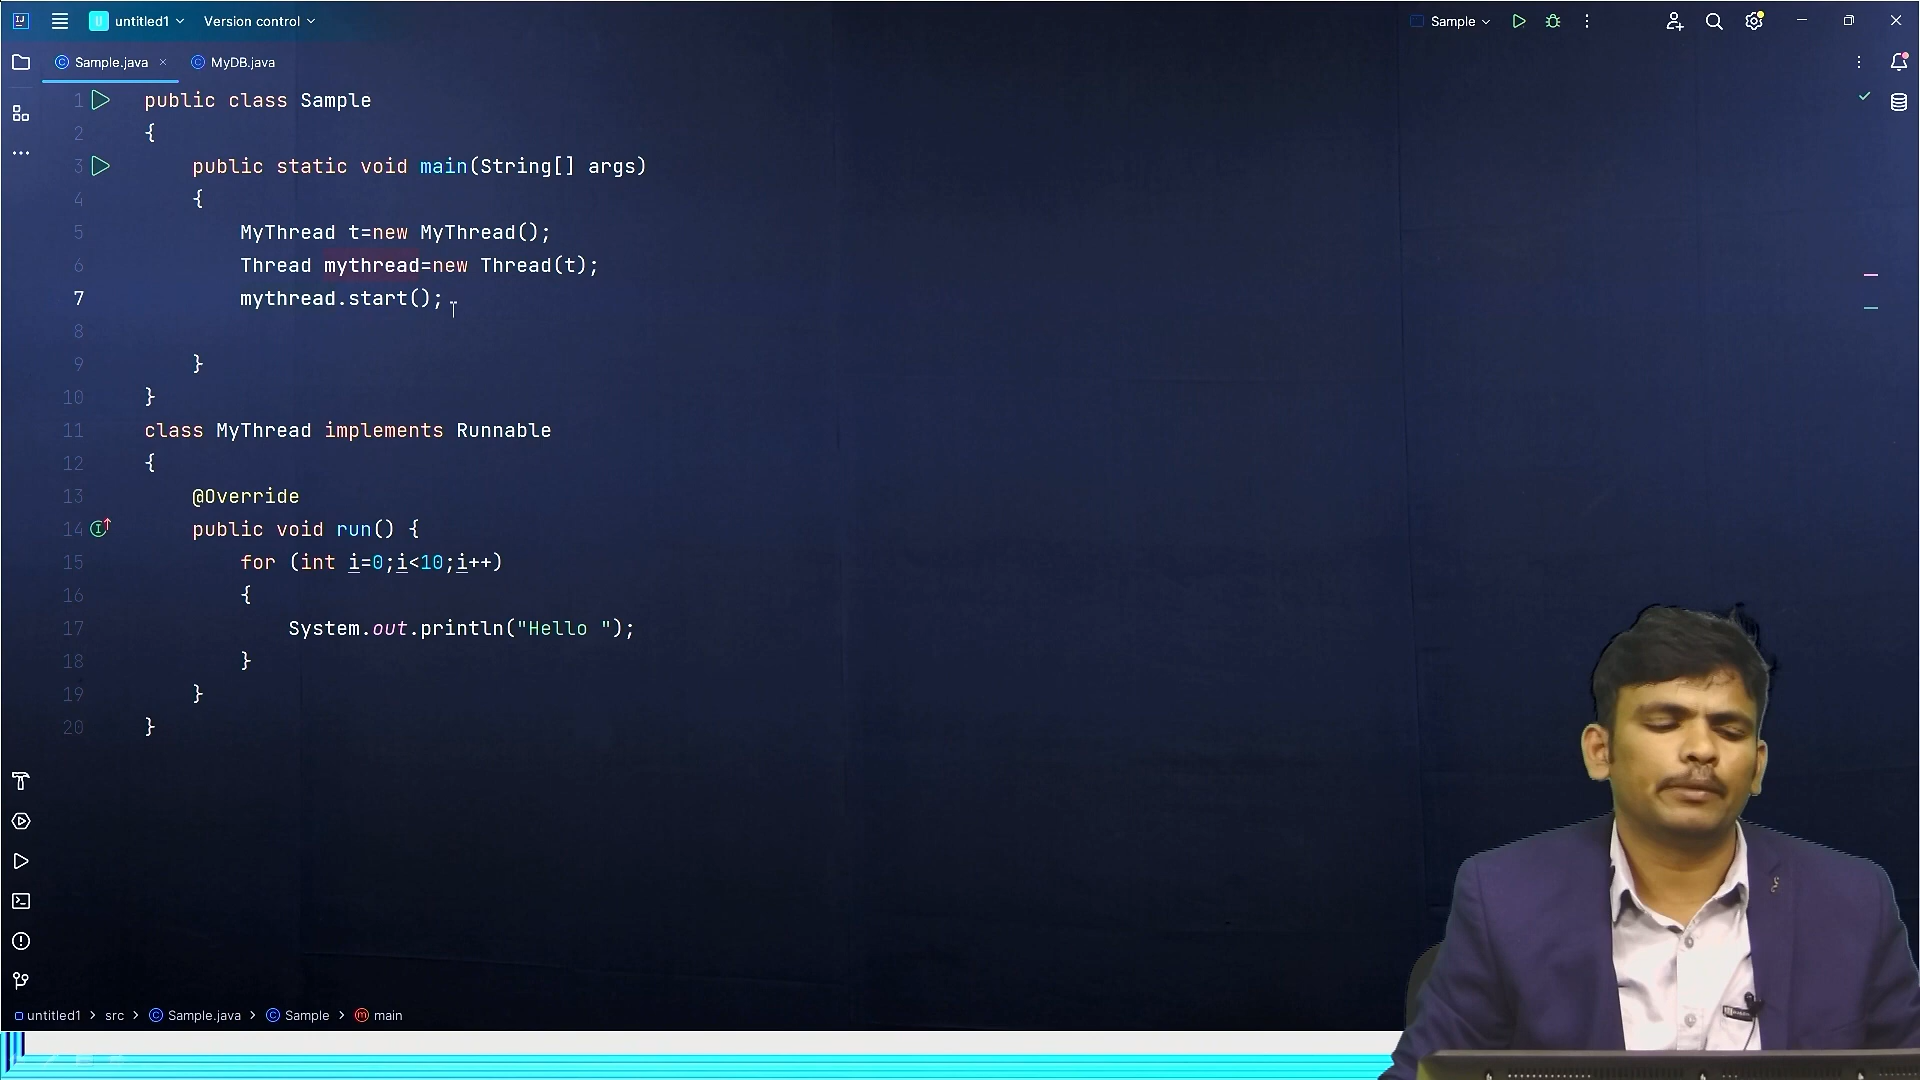 untitled1 Version control Sample
Sample.java MyDB.java
1 public class Sample
2 {
3 public static void main(String[] args)
4 {
5 MyThread t=new MyThread();
6 Thread mythread=new Thread(t);
7 mythread.start();
8
9 }
10 }
11 class MyThread implements Runnable
12 {
13 @Override
14 public void run() {
15 for (int i=0;i<10;i++)
16 {
17 System.out.println("Hello ");
18 }
19 }
20 }
untitled1 > src > Sample.java > Sample > main